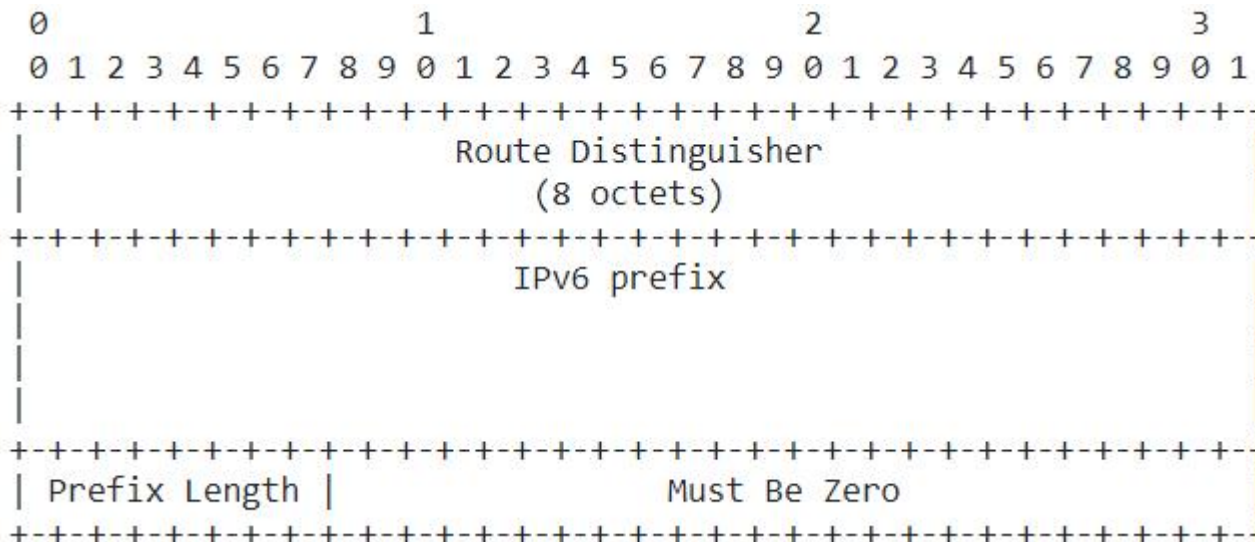 0                   1                   2                   3
0 1 2 3 4 5 6 7 8 9 0 1 2 3 4 5 6 7 8 9 0 1 2 3 4 5 6 7 8 9 0 1
+-+-+-+-+-+-+-+-+-+-+-+-+-+-+-+-+-+-+-+-+-+-+-+-+-+-+-+-+-+-+-+--
| Route Distinguisher
| (8 octets)
+-+-+-+-+-+-+-+-+-+-+-+-+-+-+-+-+-+-+-+-+-+-+-+-+-+-+-+-+-+-+-+--
| IPv6 prefix
|
|
|
+-+-+-+-+-+-+-+-+-+-+-+-+-+-+-+-+-+-+-+-+-+-+-+-+-+-+-+-+-+-+-+--
| Prefix Length | Must Be Zero
+-+-+-+-+-+-+-+-+-+-+-+-+-+-+-+-+-+-+-+-+-+-+-+-+-+-+-+-+-+-+-+--